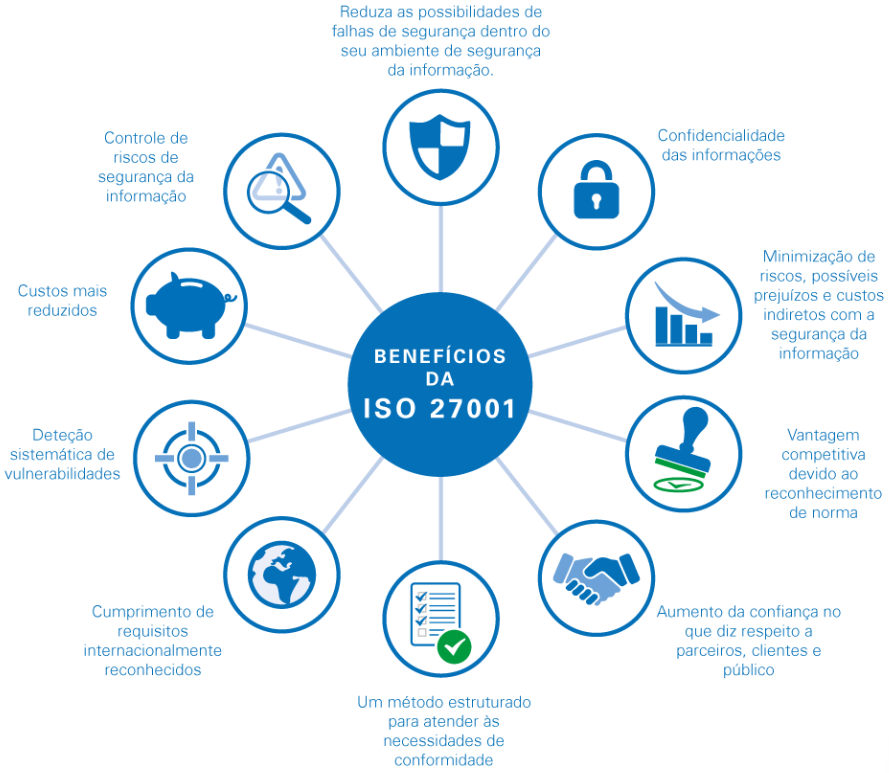 Reduza as possibilidades de
falhas de segurança dentro do
seu ambiente de segurança
da informação.
Confidencialidade
das informações
Minimização de
riscos, possíveis
prejuízos e custos
indiretos com a
segurança da
informação
Vantagem
competitiva
devido ao
reconhecimento
de norma
Aumento da confiança no
que diz respeito a
parceiros, clientes e
público
Um método estruturado
para atender às
necessidades de
conformidade
Cumprimento de
requisitos
internacionalmente
reconhecidos
Deteção
sistemática de
vulnerabilidades
Custos mais
reduzidos
Controle de
riscos de
segurança da
informação
BENEFÍCIOS
DA
ISO 27001